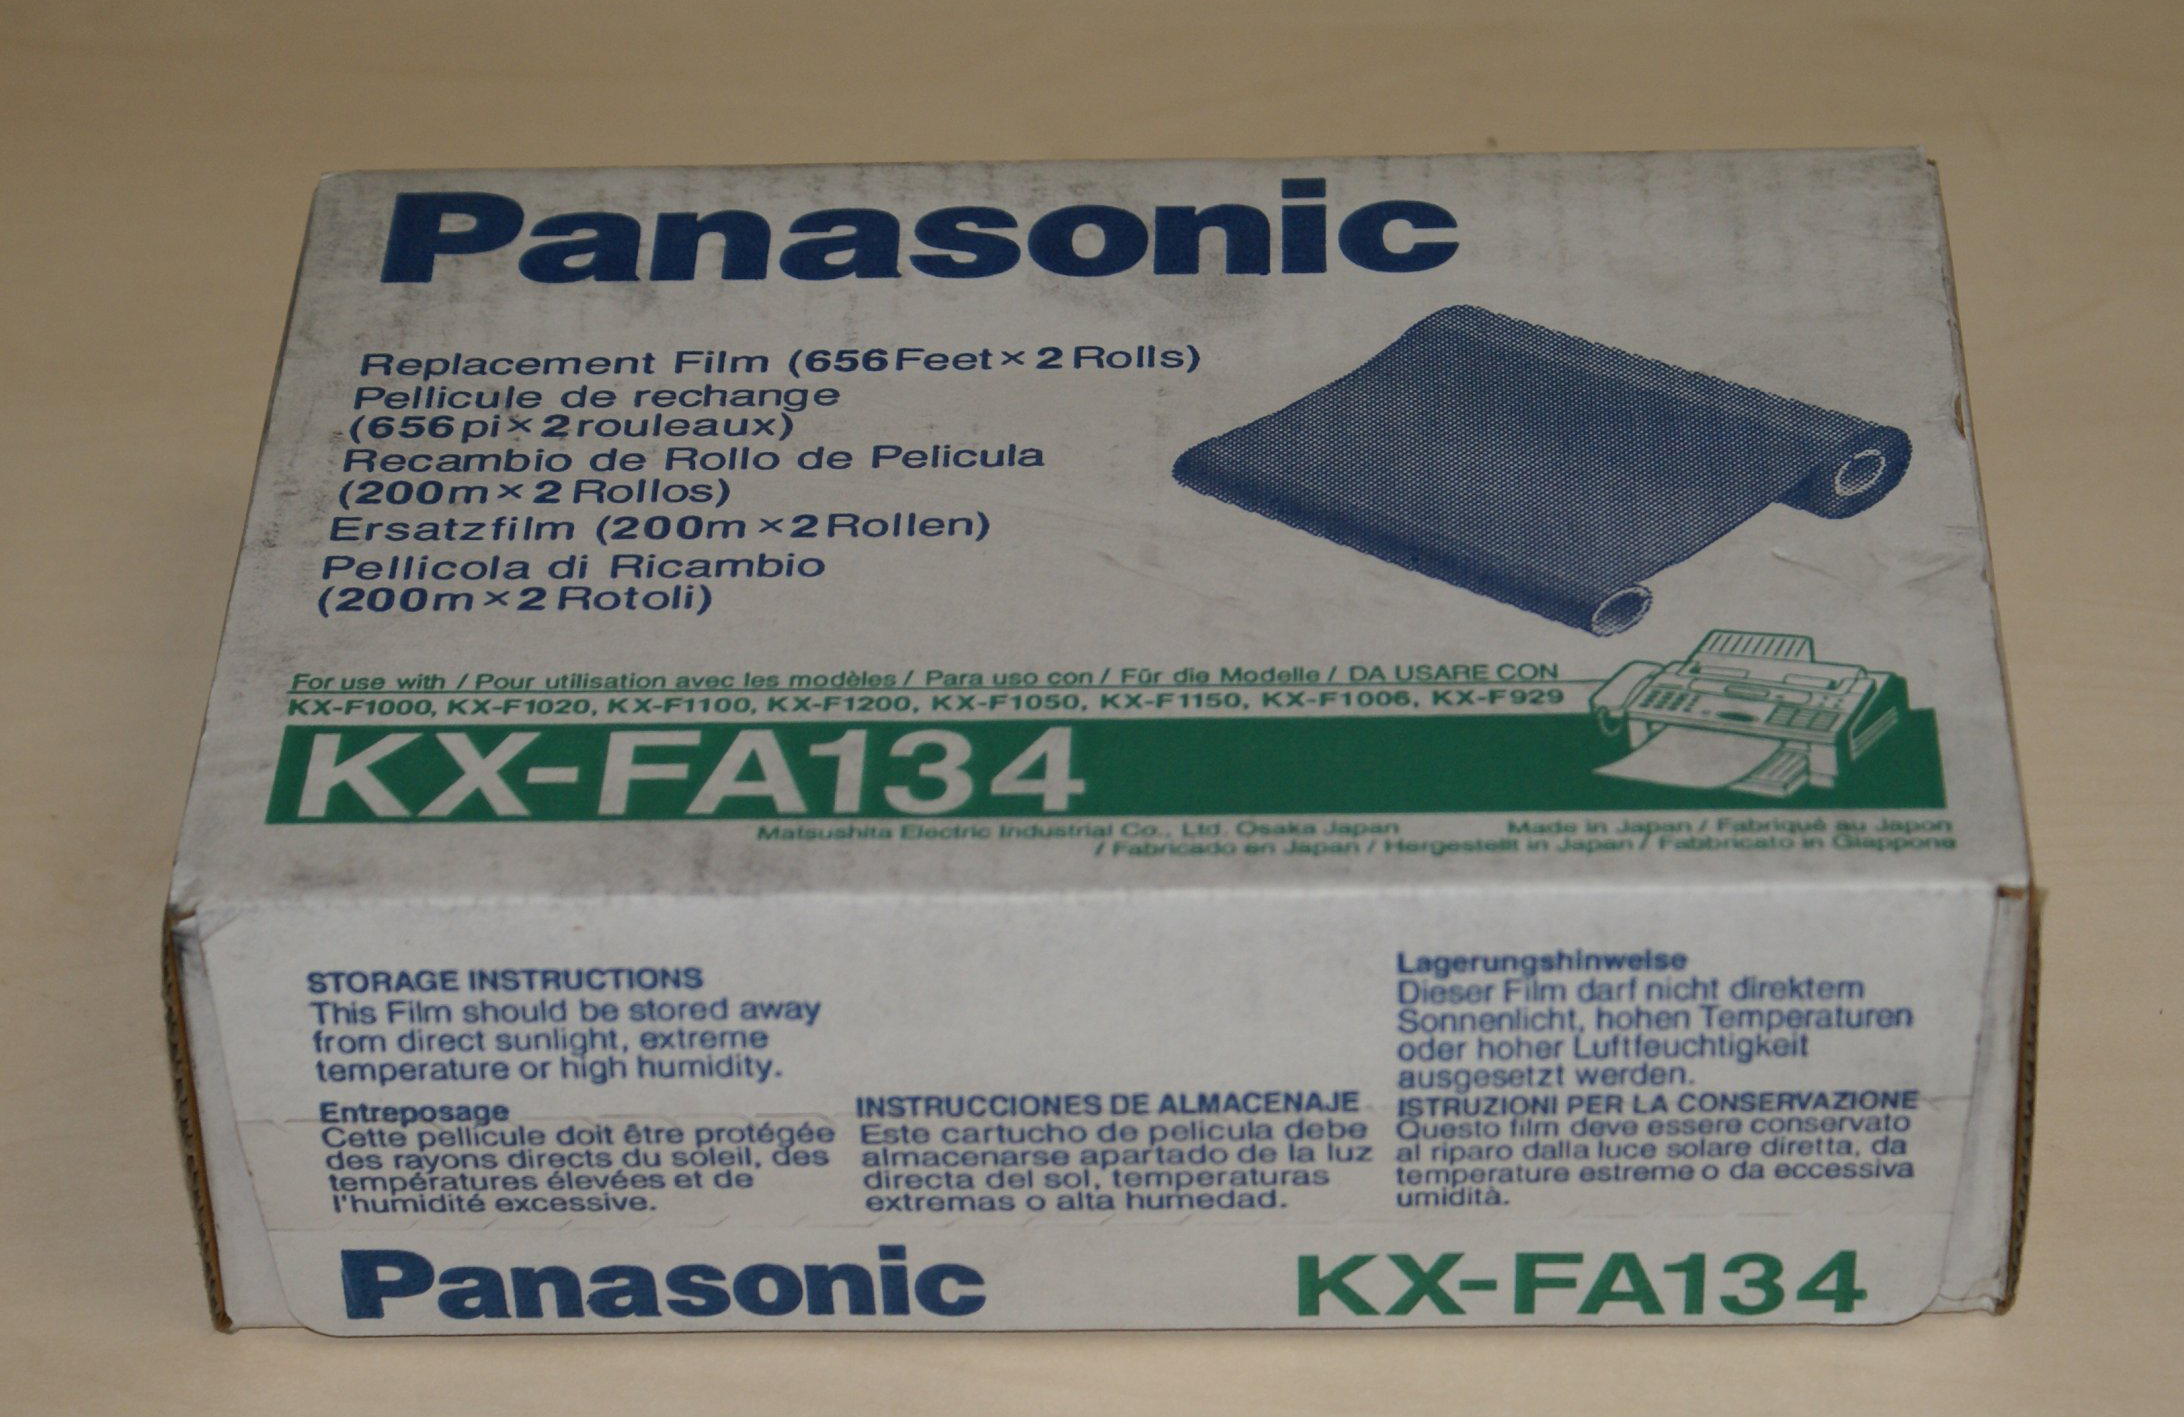 Panasonic
Replacement Film (656 Feet × 2 Rolls)
Pellicule de rechange
(656 pi × 2 rouleaux)
Recambio de Rollo de Pelicula
(200m × 2 Rollos)
Ersatzfilm (200m × 2 Rollen)
Pellicola di Ricambio
(200m × 2 Rotoli)
For use with / Pour utilisation avec les modèles / Para uso con / Für die Modelle / DA USARE CON
KX-F1000, KX-F1020, KX-F1100, KX-F1200, KX-F1050, KX-F1150, KX-F1006, KX-F929
KX-FA134
Matsushita Electric Industrial Co., Ltd. Osaka Japan Made in Japan / Fabriqué au Japon
/ Fabricado en Japan / Hergestellt in Japan / Fabbricato in Giappone
STORAGE INSTRUCTIONS
This Film should be stored away
from direct sunlight, extreme
temperature or high humidity.
Entreposage
Cette pellicule doit être protégée
des rayons directs du soleil, des
températures élevées et de
l'humidité excessive.
INSTRUCCIONES DE ALMACENAJE
Este cartucho de pelicula debe
almacenarse apartado de la luz
directa del sol, temperaturas
extremas o alta humedad.
Lagerungshinweise
Dieser Film darf nicht direktem
Sonnenlicht, hohen Temperaturen
oder hoher Luftfeuchtigkeit
ausgesetzt werden.
ISTRUZIONI PER LA CONSERVAZIONE
Questo film deve essere conservato
al riparo dalla luce solare diretta, da
temperature estreme o da eccessiva
umidità.
Panasonic KX-FA134